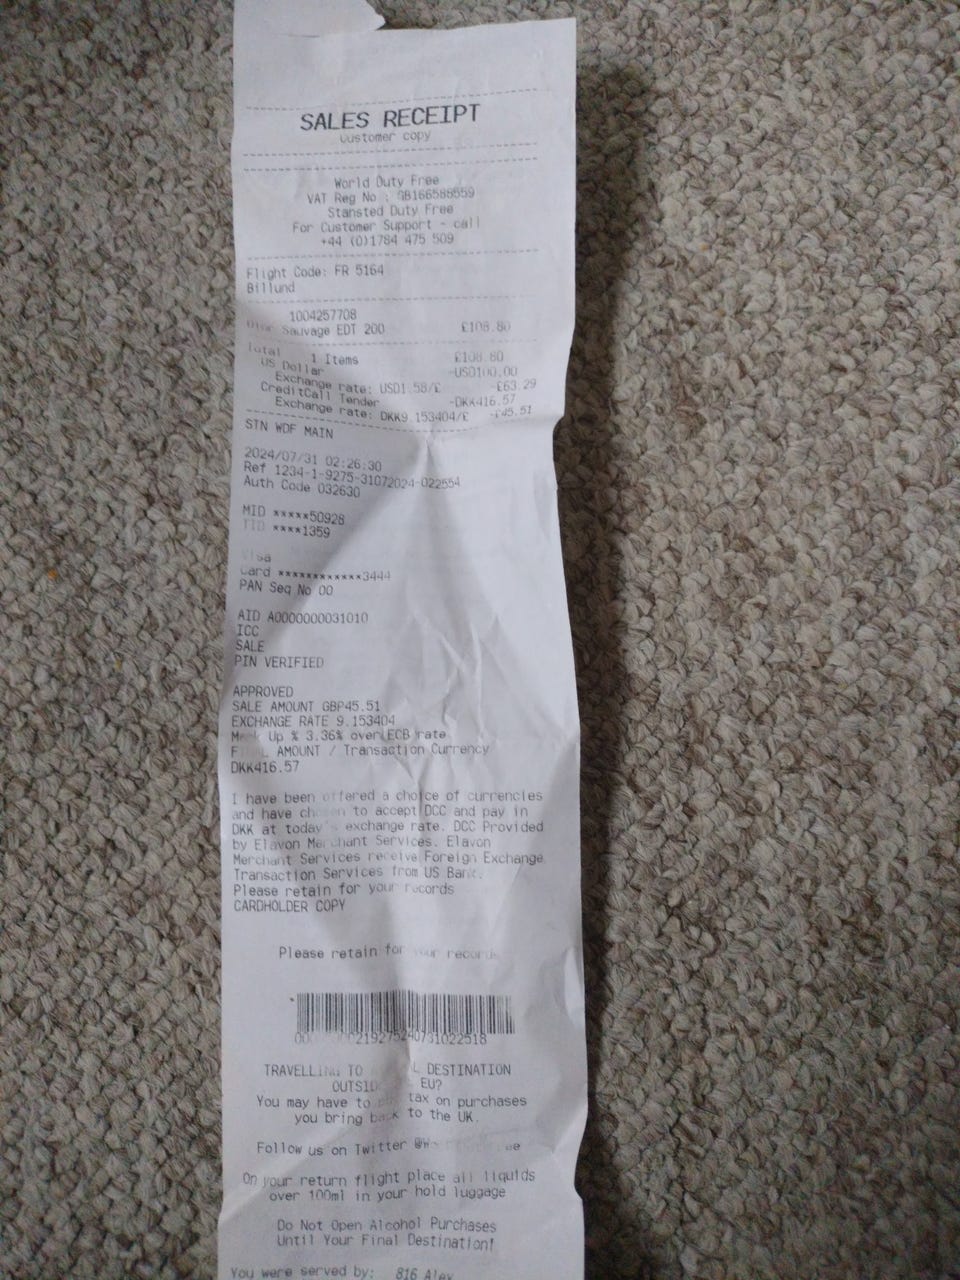 SALES RECEIPT
Customer copy
World Duty Free
VAT Reg No : GB166588559
Stansted Duty Free
For Customer Support - call
+44 (0)1784 475 509
Flight Code: FR 5164
Billund
1004257708
Dior Sauvage EDT 200 £108.80
Total 1 Items £108.80
US Dollar -USD100.00
Exchange rate: USD1.58/£ -£63.29
CreditCall Tender -DKK416.57
Exchange rate: DKK9.153404/£ -£45.51
STN WDF MAIN
2024/07/31 02:26:30
Ref 1234-1-9275-31072024-022554
Auth Code 032630
MID *****50928
TID ****1359
Visa
Card ************3444
PAN Seq No 00
AID A0000000031010
ICC
SALE
PIN VERIFIED
APPROVED
SALE AMOUNT GBP45.51
EXCHANGE RATE 9.153404
Mark Up % 3.36% over ECB rate
FINAL AMOUNT / Transaction Currency
DKK416.57
I have been offered a choice of currencies
and have chosen to accept DCC and pay in
DKK at today's exchange rate. DCC Provided
by Elavon Merchant Services. Elavon
Merchant Services receive Foreign Exchange
Transaction Services from US Bank.
Please retain for your records
CARDHOLDER COPY
Please retain for your records
TRAVELLING TO DESTINATION
OUTSIDE EU?
You may have to tax on purchases
you bring back to the UK.
Follow us on Twitter
On your return flight place all liquids
over 100ml in your hold luggage
Do Not Open Alcohol Purchases
Until Your Final Destination!
You were served by: 816 Alex